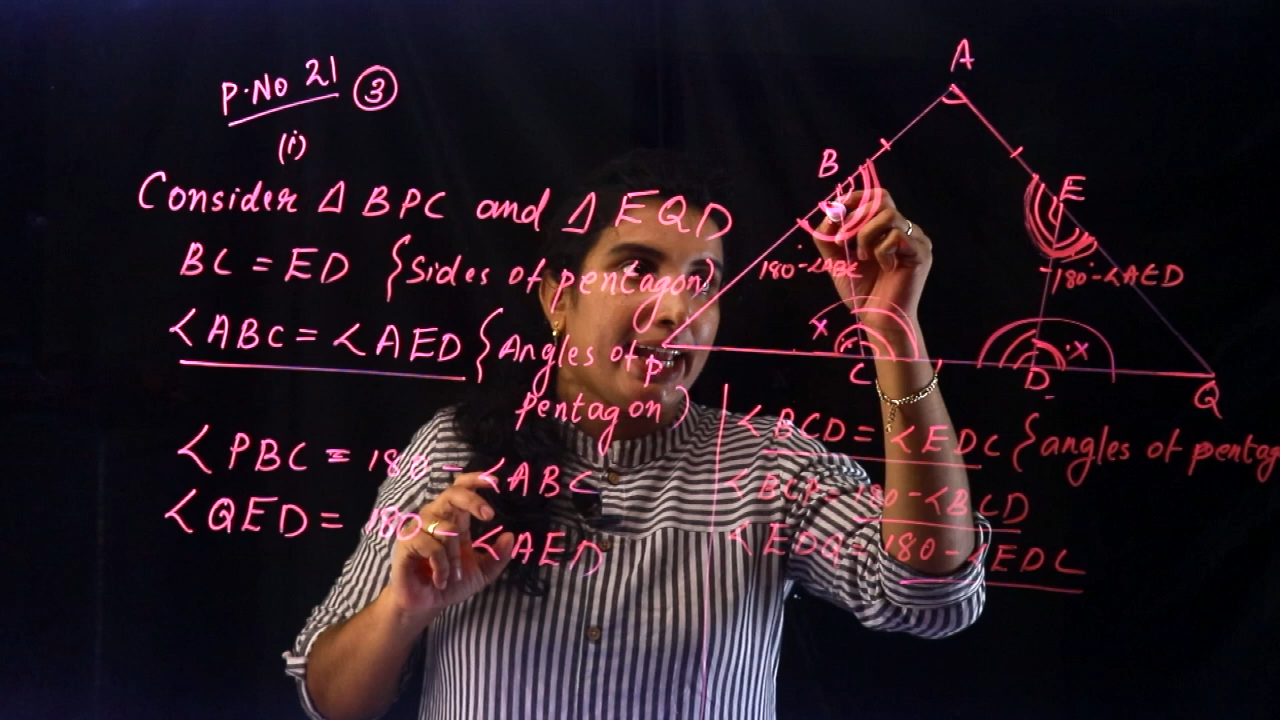 P.No 21 ③
(i)
Consider △ BPC and △ EQD
BC = ED {Sides of pentagon}
∠ABC = ∠AED {Angles of
pentagon}
∠PBC = 180 - ∠ABC
∠QED = 180 - ∠AED
∠BCD = ∠EDC {angles of pentag
∠BCP = 180 - ∠BCD
∠EDQ = 180 - ∠EDC
A
B
E
180° - ∠ABC
180° - ∠AED
x
x
P
C
D
Q